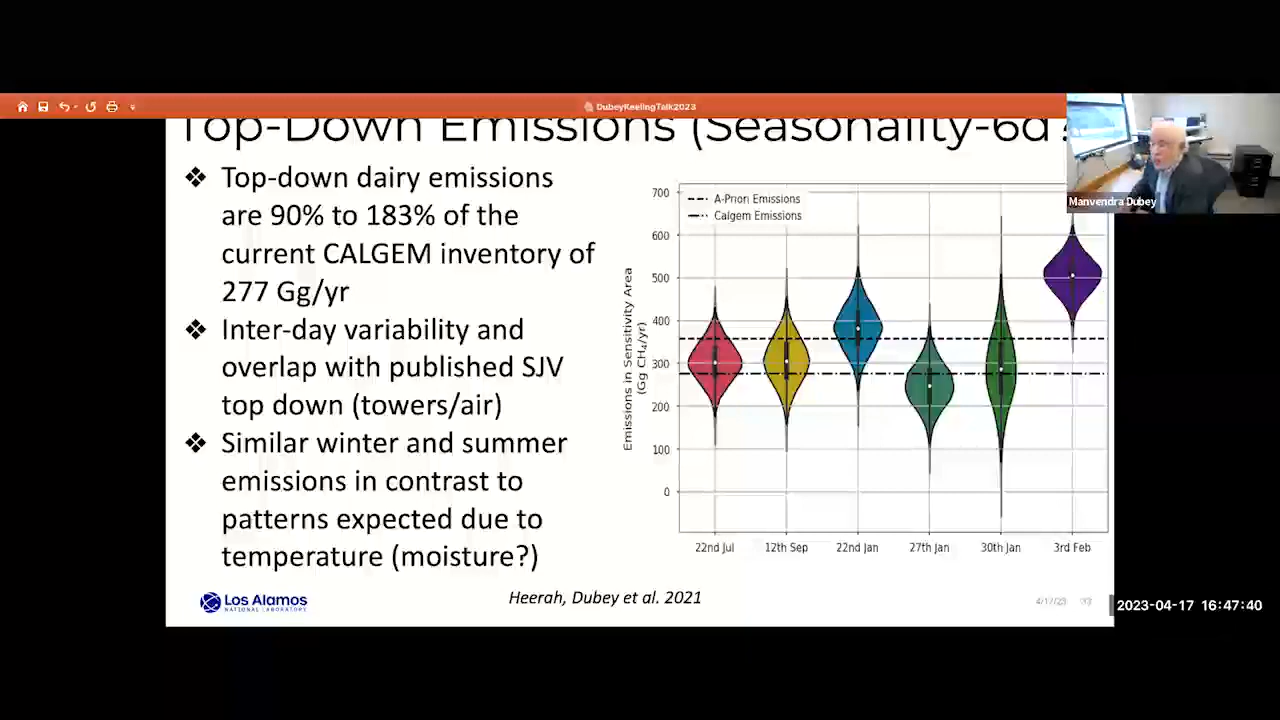 DubeyKeelingTalk2023
Top-Down Emissions (Seasonality-6d?
Manvendra Dubey
❖ Top-down dairy emissions
are 90% to 183% of the
current CALGEM inventory of
277 Gg/yr
❖ Inter-day variability and
overlap with published SJV
top down (towers/air)
❖ Similar winter and summer
emissions in contrast to
patterns expected due to
temperature (moisture?)
A-Priori Emissions
Calgem Emissions
Emissions in Sensitivity Area
(Gg CH₄/yr)
700
600
500
400
300
200
100
0
22nd Jul 12th Sep 22nd Jan 27th Jan 30th Jan 3rd Feb
Los Alamos
NATIONAL LABORATORY
Heerah, Dubey et al. 2021
4/17/23
2023-04-17 16:47:40